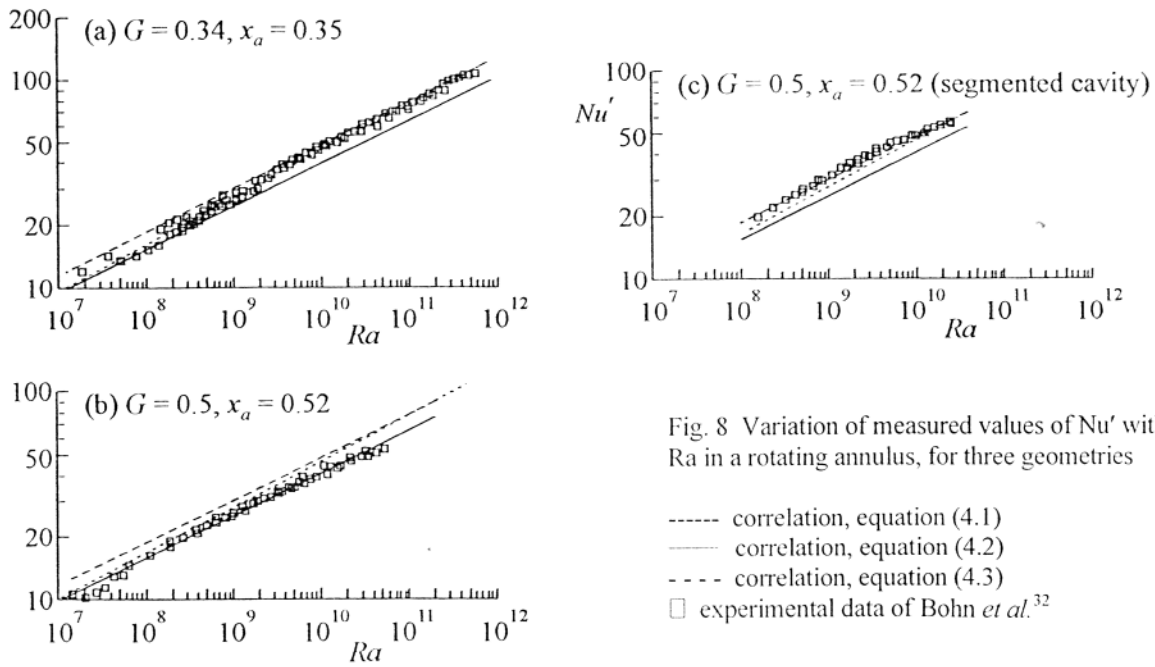 200
100
50
20
10
(a) G = 0.34, x_a = 0.35
10^7 10^8 10^9 10^10 10^11 10^12
Ra
100
50
20
10
(b) G = 0.5, x_a = 0.52
10^7 10^8 10^9 10^10 10^11 10^12
Ra
100
Nu′
50
20
10
(c) G = 0.5, x_a = 0.52 (segmented cavity)
10^7 10^8 10^9 10^10 10^11 10^12
Ra
Fig. 8 Variation of measured values of Nu′ wit
Ra in a rotating annulus, for three geometries
correlation, equation (4.1)
correlation, equation (4.2)
correlation, equation (4.3)
experimental data of Bohn et al.^32